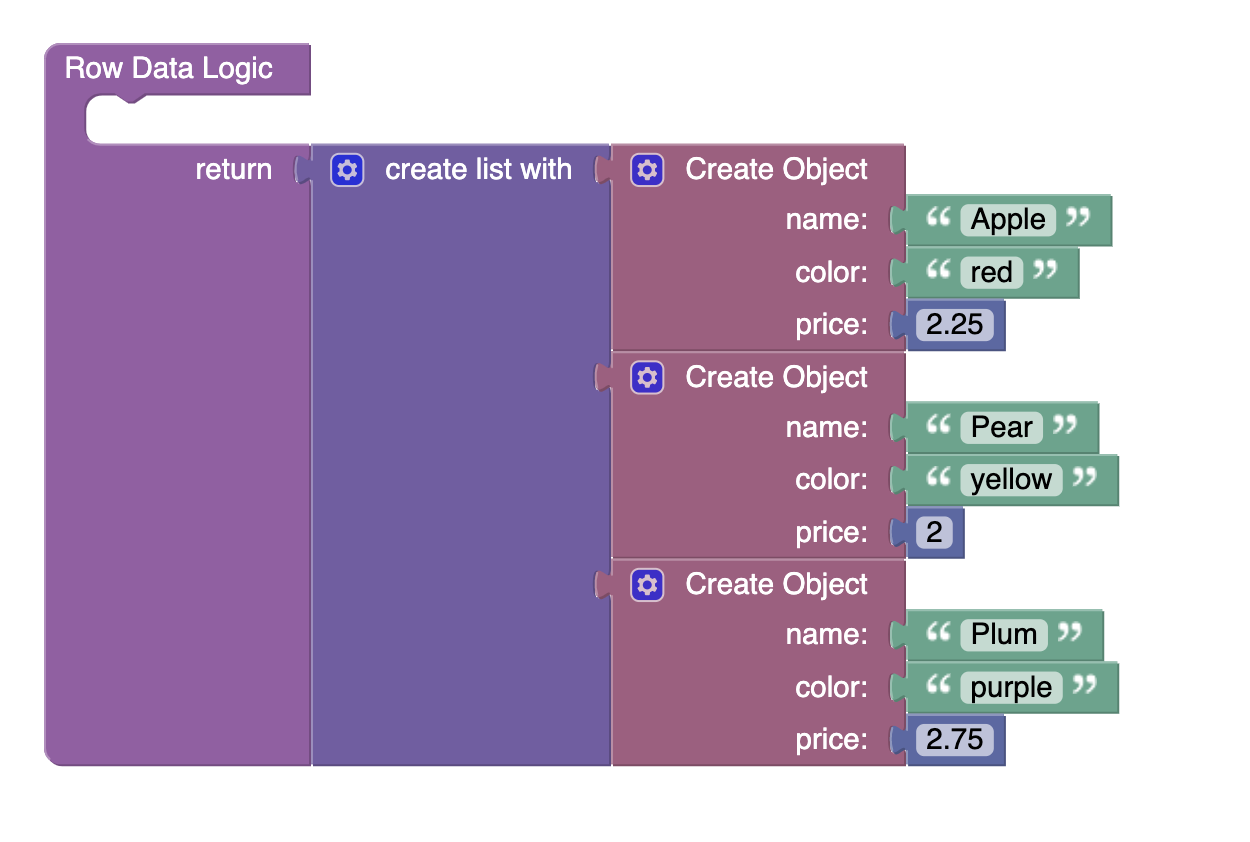 Row Data Logic
return create list with Create Object
name: “ Apple ”
color: “ red ”
price: 2.25
Create Object
name: “ Pear ”
color: “ yellow ”
price: 2
Create Object
name: “ Plum ”
color: “ purple ”
price: 2.75